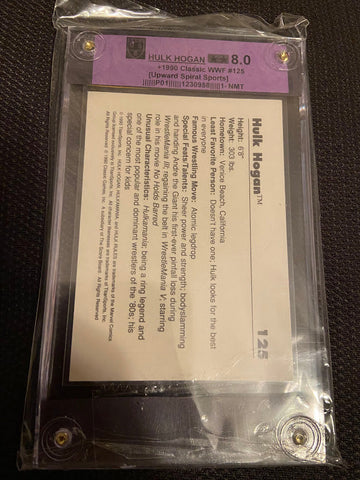 HULK HOGAN 8.0
+1990 Classic WWF #125
[Upward Spiral Sports]
1- NMT
Hulk Hogan™ 125
Height: 6'8"
Weight: 303 lbs.
Hometown: Venice Beach, California
Least Favorite Person: Doesn't have one: Hulk looks for the best
in everyone
Famous Wrestling Move: Atomic legdrop
Special Feats/Talents: Sheer power and strength; bodyslamming
and handing Andre the Giant his first-ever pinfall loss during
WrestleMania III; regaining the belt in WrestleMania V; starring
role in his movie No Holds Barred
Unusual Characteristics: Hulkamania; being a ring legend and
one of the most popular and dominant wrestlers of the '80s; his
special concern for kids